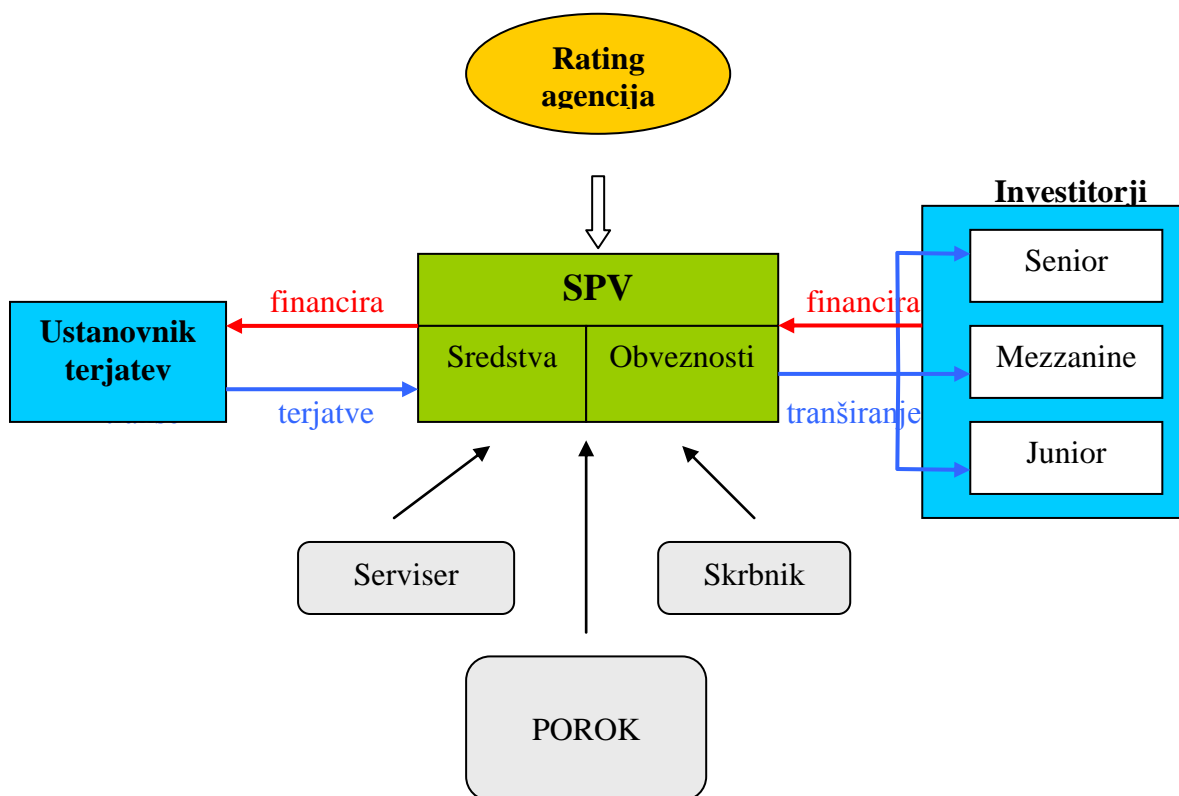 Rating
agencija
Investitorji
Senior
SPV
financira
financira
Ustanovnik
terjatev
Sredstva
Obveznosti
Mezzanine
terjatve
tranširanje
Junior
Serviser
Skrbnik
POROK